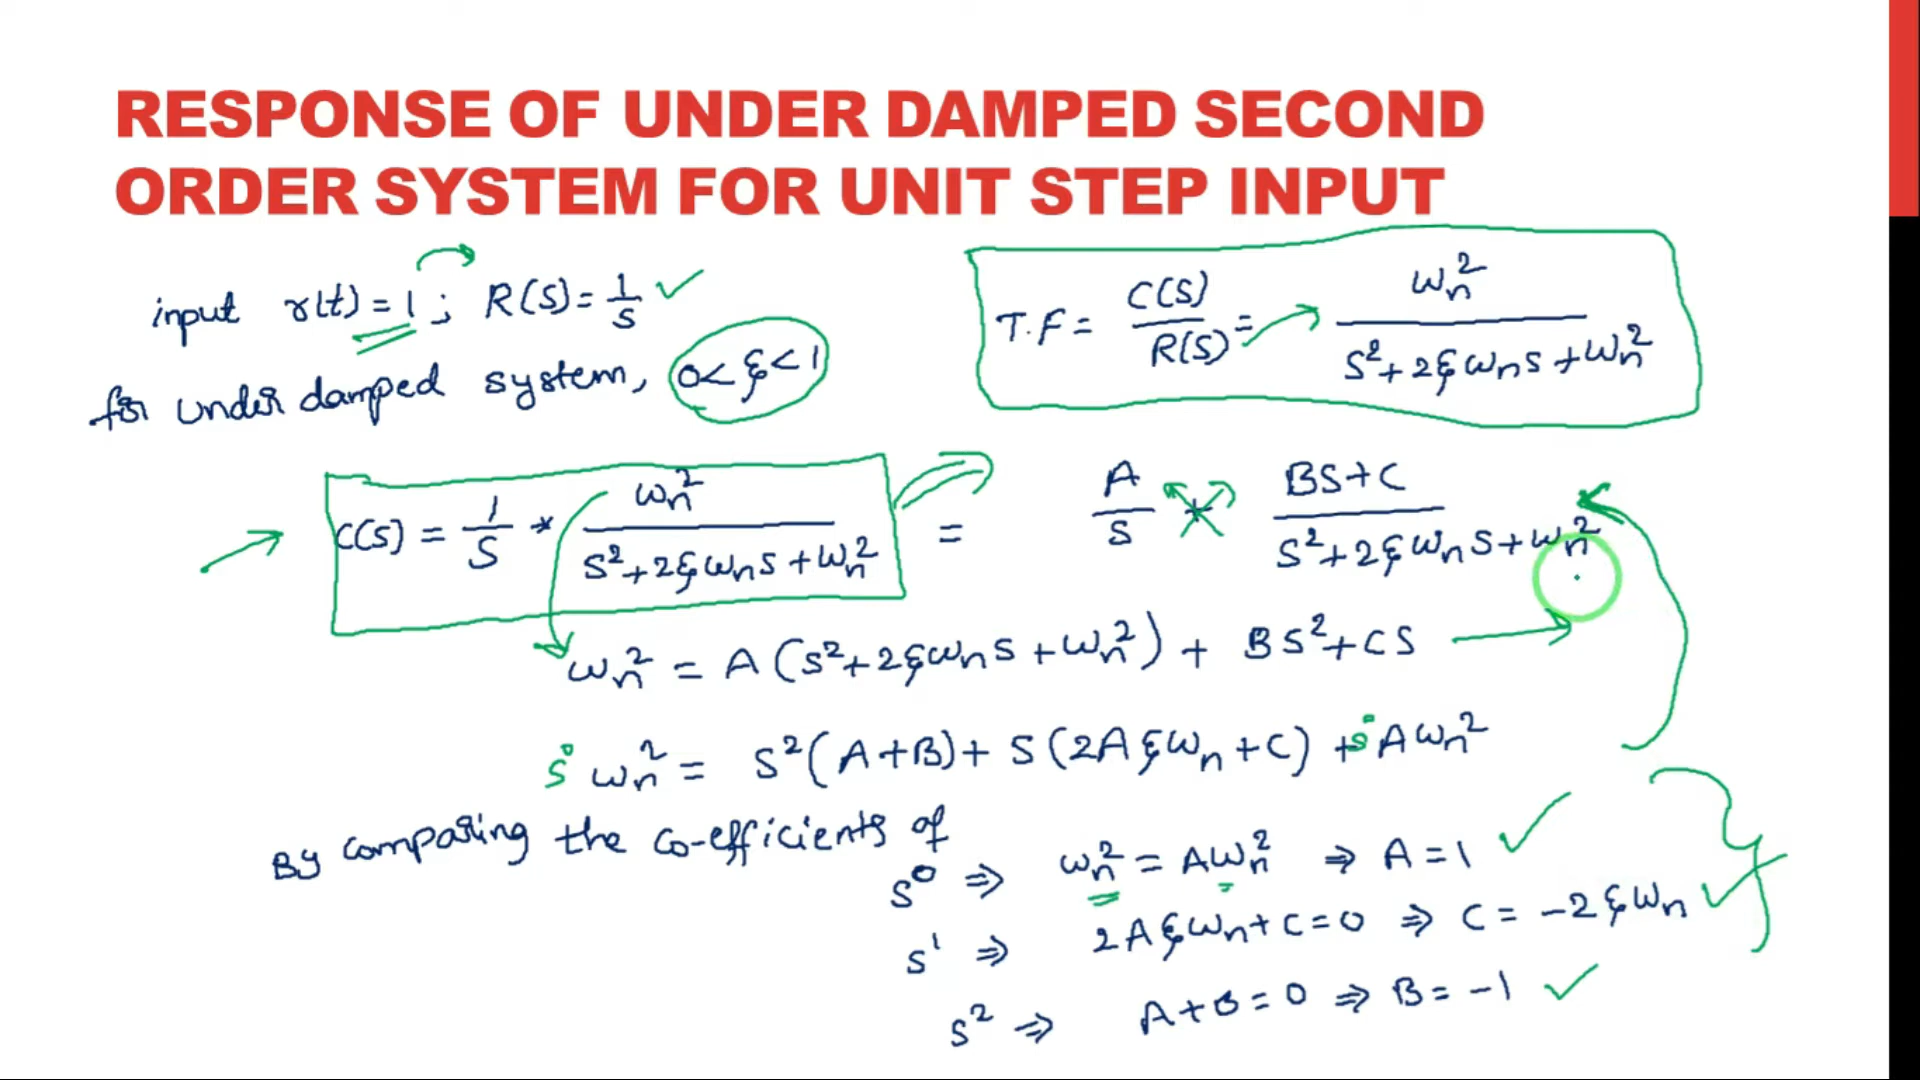 RESPONSE OF UNDER DAMPED SECOND
ORDER SYSTEM FOR UNIT STEP INPUT
input r(t) = 1 ; R(S) = 1/S
T.F = C(S)/R(S) = ωn²/(S²+2ξωnS+ωn²)
for under damped system, 0<ξ<1
C(S) = 1/S * ωn²/(S²+2ξωnS+ωn²) = A/S + (BS+C)/(S²+2ξωnS+ωn²)
ωn² = A(S²+2ξωnS+ωn²) + BS²+CS
S° ωn² = S²(A+B) + S(2Aξωn+C) + S° Aωn²
By comparing the co-efficients of
S⁰ ⇒ ωn² = Aωn² ⇒ A = 1
S¹ ⇒ 2Aξωn+C=0 ⇒ C = -2ξωn
S² ⇒ A+B=0 ⇒ B = -1